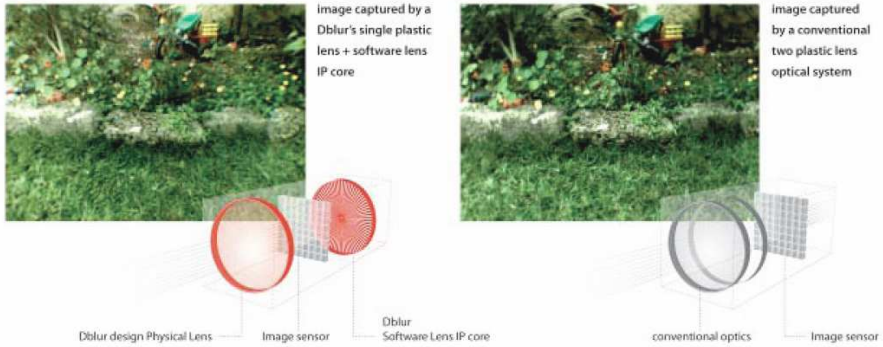 image captured by a
Dblur's single plastic
lens + software lens
IP core
image captured
by a conventional
two plastic lens
optical system
Dblur design Physical Lens
Image sensor
Dblur
Software Lens IP core
conventional optics
Image sensor